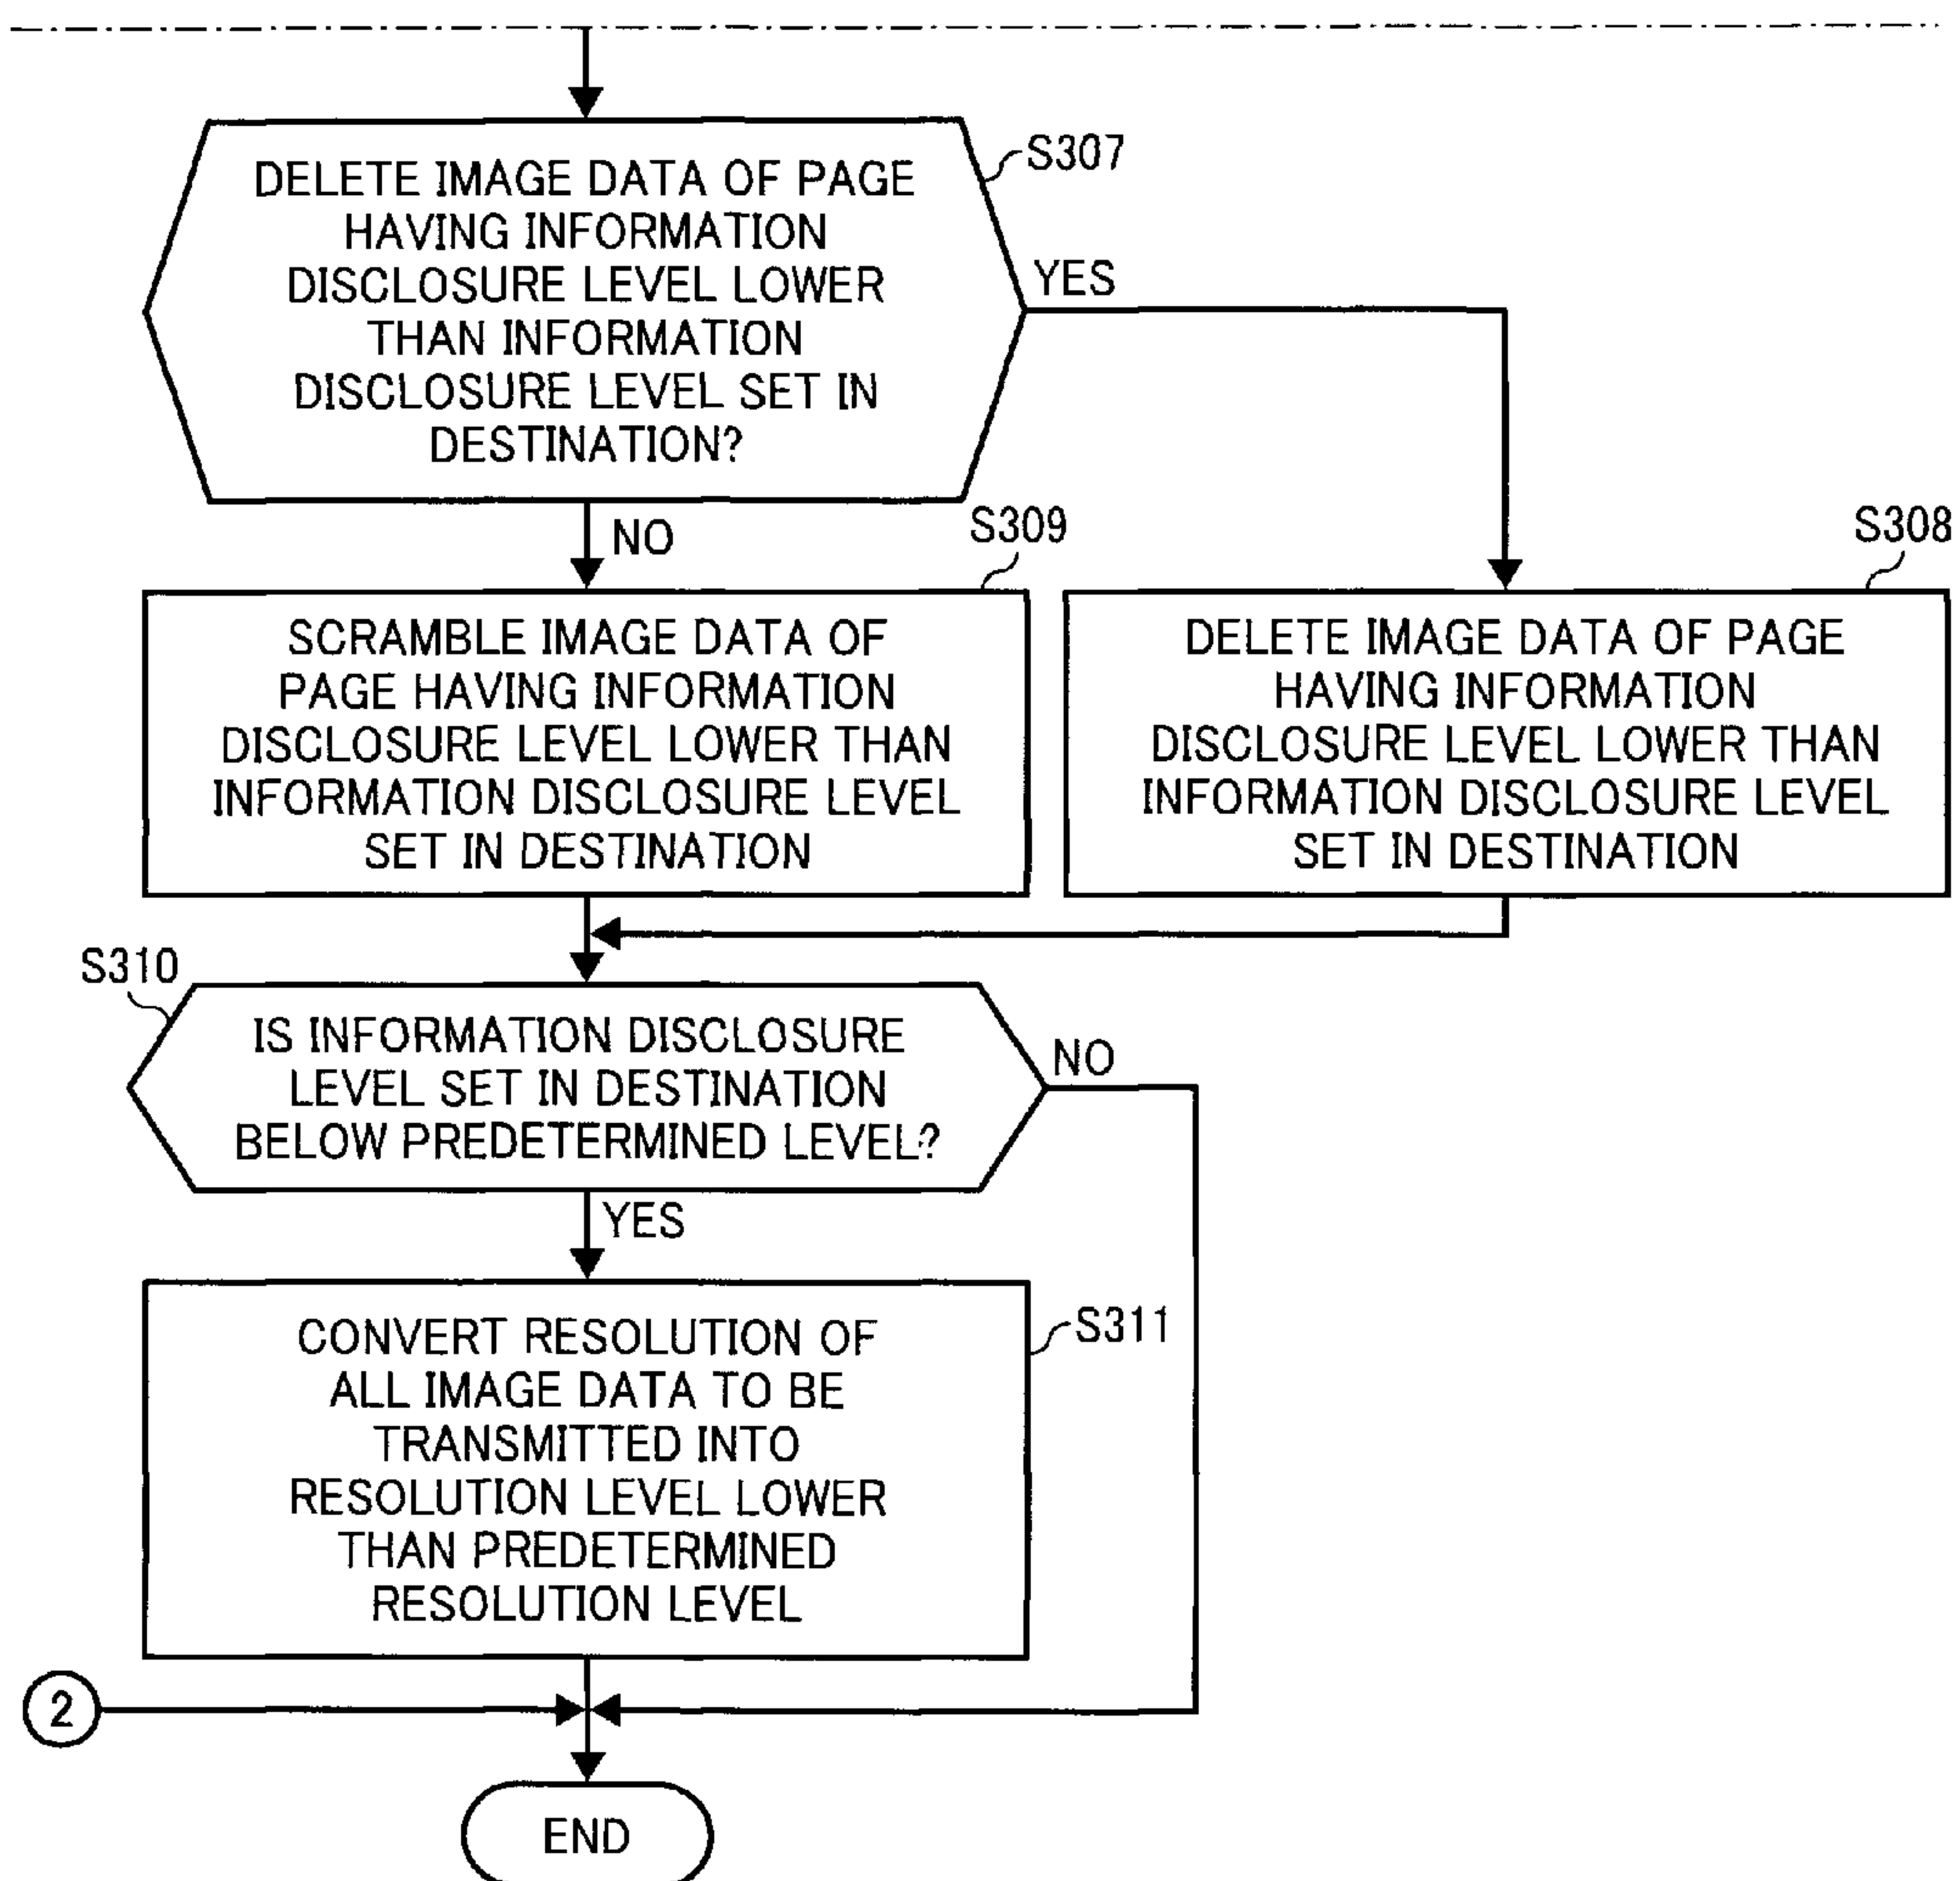 S307
DELETE IMAGE DATA OF PAGE
HAVING INFORMATION
DISCLOSURE LEVEL LOWER
THAN INFORMATION
DISCLOSURE LEVEL SET IN
DESTINATION?
YES
NO
S309
SCRAMBLE IMAGE DATA OF
PAGE HAVING INFORMATION
DISCLOSURE LEVEL LOWER THAN
INFORMATION DISCLOSURE LEVEL
SET IN DESTINATION
S308
DELETE IMAGE DATA OF PAGE
HAVING INFORMATION
DISCLOSURE LEVEL LOWER THAN
INFORMATION DISCLOSURE LEVEL
SET IN DESTINATION
S310
IS INFORMATION DISCLOSURE
LEVEL SET IN DESTINATION
BELOW PREDETERMINED LEVEL?
NO
YES
S311
CONVERT RESOLUTION OF
ALL IMAGE DATA TO BE
TRANSMITTED INTO
RESOLUTION LEVEL LOWER
THAN PREDETERMINED
RESOLUTION LEVEL
2
END